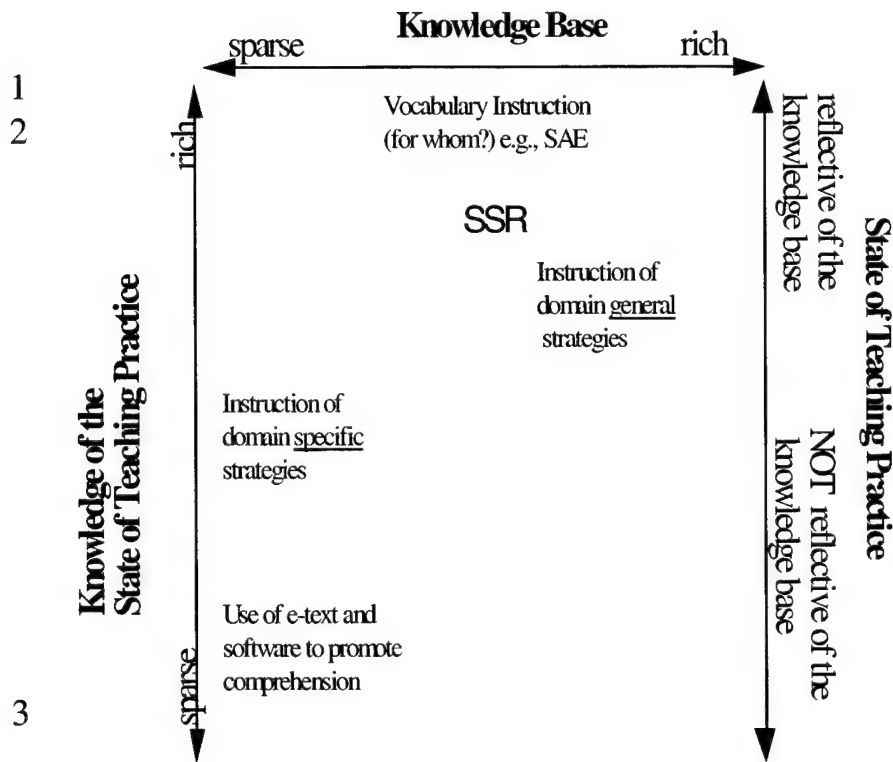 Knowledge Base
sparse
rich
1
2
rich
Vocabulary Instruction
(for whom?) e.g., SAE
SSR
Instruction of
domain general
strategies
Instruction of
domain specific
strategies
Use of e-text and
software to promote
comprehension
sparse
3
Knowledge of the
State of Teaching Practice
reflective of the
knowledge base
NOT reflective of the
knowledge base
State of Teaching Practice